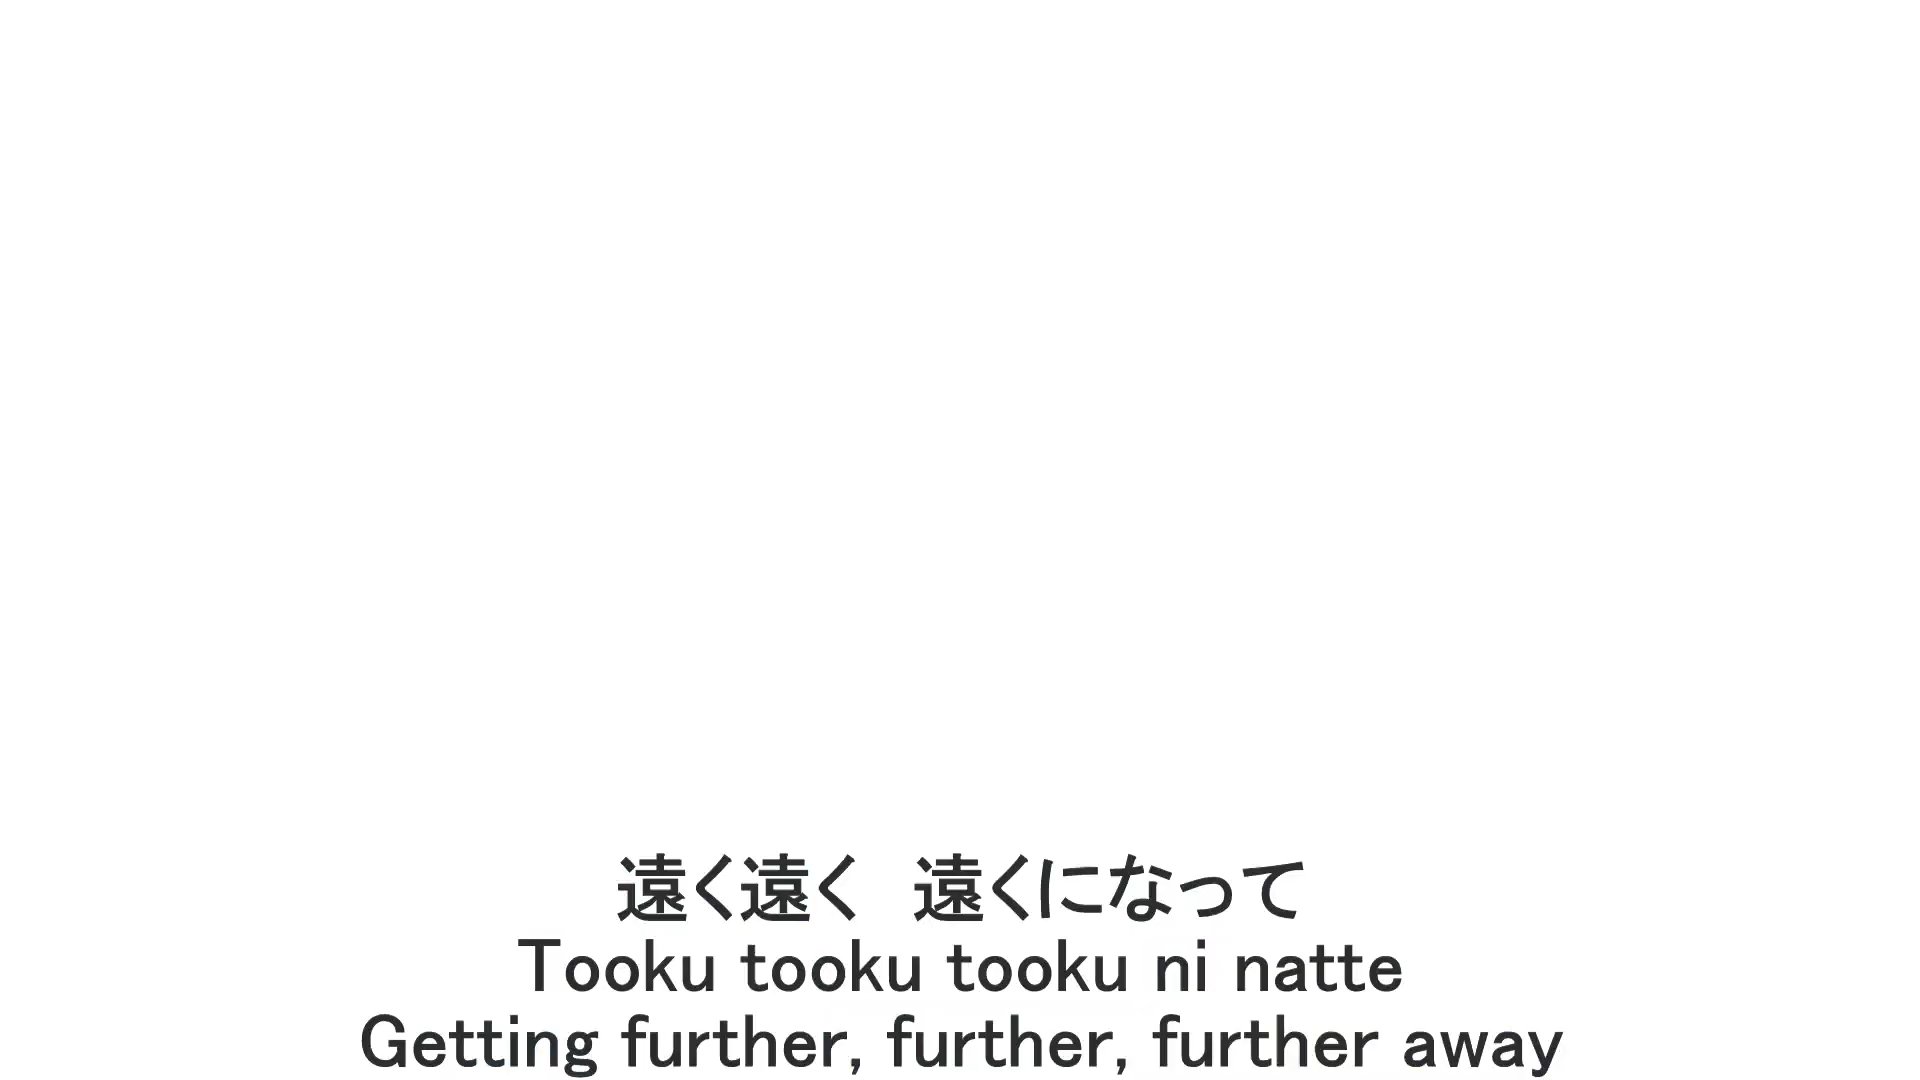 遠く遠く　遠くになって
Tooku tooku tooku ni natte
Getting further, further, further away